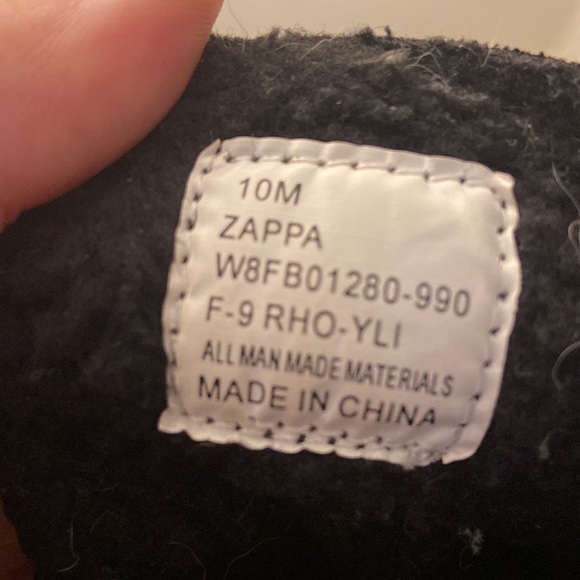 10M
ZAPPA
W8FB01280-990
F-9 RHO-YLI
ALL MAN MADE MATERIALS
MADE IN CHINA